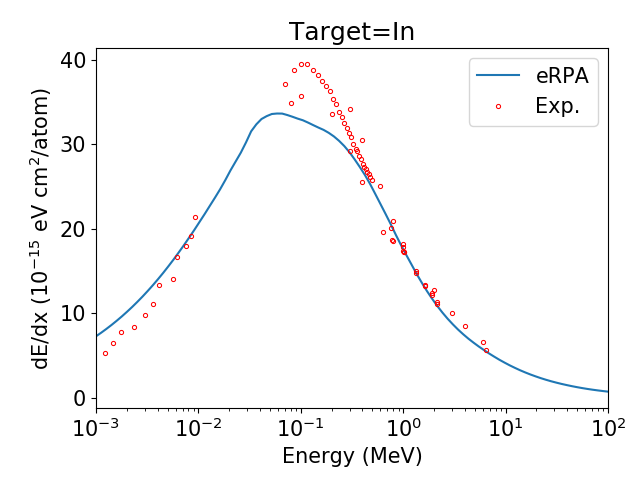 Target=In
eRPA
Exp.
dE/dx (10⁻¹⁵ eV cm²/atom)
40
30
20
10
0
10⁻³ 10⁻² 10⁻¹ 10⁰ 10¹ 10²
Energy (MeV)